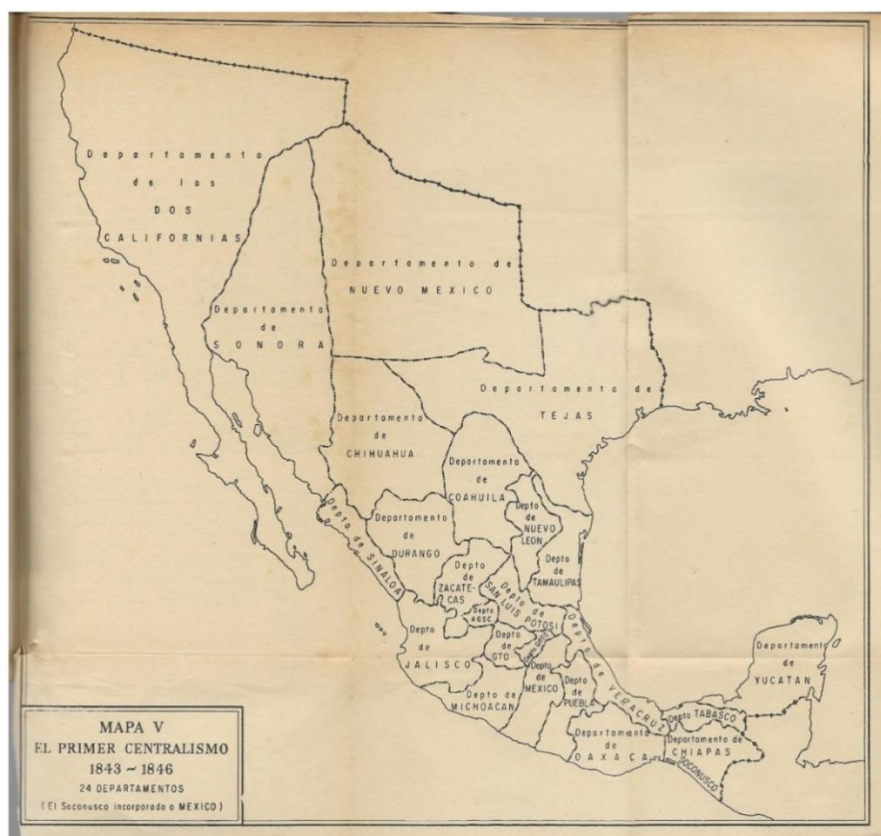 Departamento
de las
DOS
CALIFORNIAS
Departamento de
NUEVO MEXICO
Departamento
de
SONORA
Departamento de
TEJAS
Departamento
de
CHIHUAHUA
Departamento
de
COAHUILA
Depto
de
NUEVO
LEON
Departamento
de
DURANGO
Depto de SINALOA
Depto
de
TAMAULIPAS
Depto
de
ZACATE-
CAS
Depto de
SAN LUIS POTOSI
Depto
AGSC
Depto
de
JALISCO
Depto
de
GTO
Depto
de
MEXICO
Depto de
MICHOACAN
Depto
de
PUEBLA
Depto de VERACRUZ
Departamento
de
OAXACA
Depto TABASCO
Departamento de
CHIAPAS
SOCONUSCO
Departamento
de
YUCATAN
MAPA V
EL PRIMER CENTRALISMO
1843 ~ 1846
24 DEPARTAMENTOS
(El Soconusco incorporado a MEXICO)